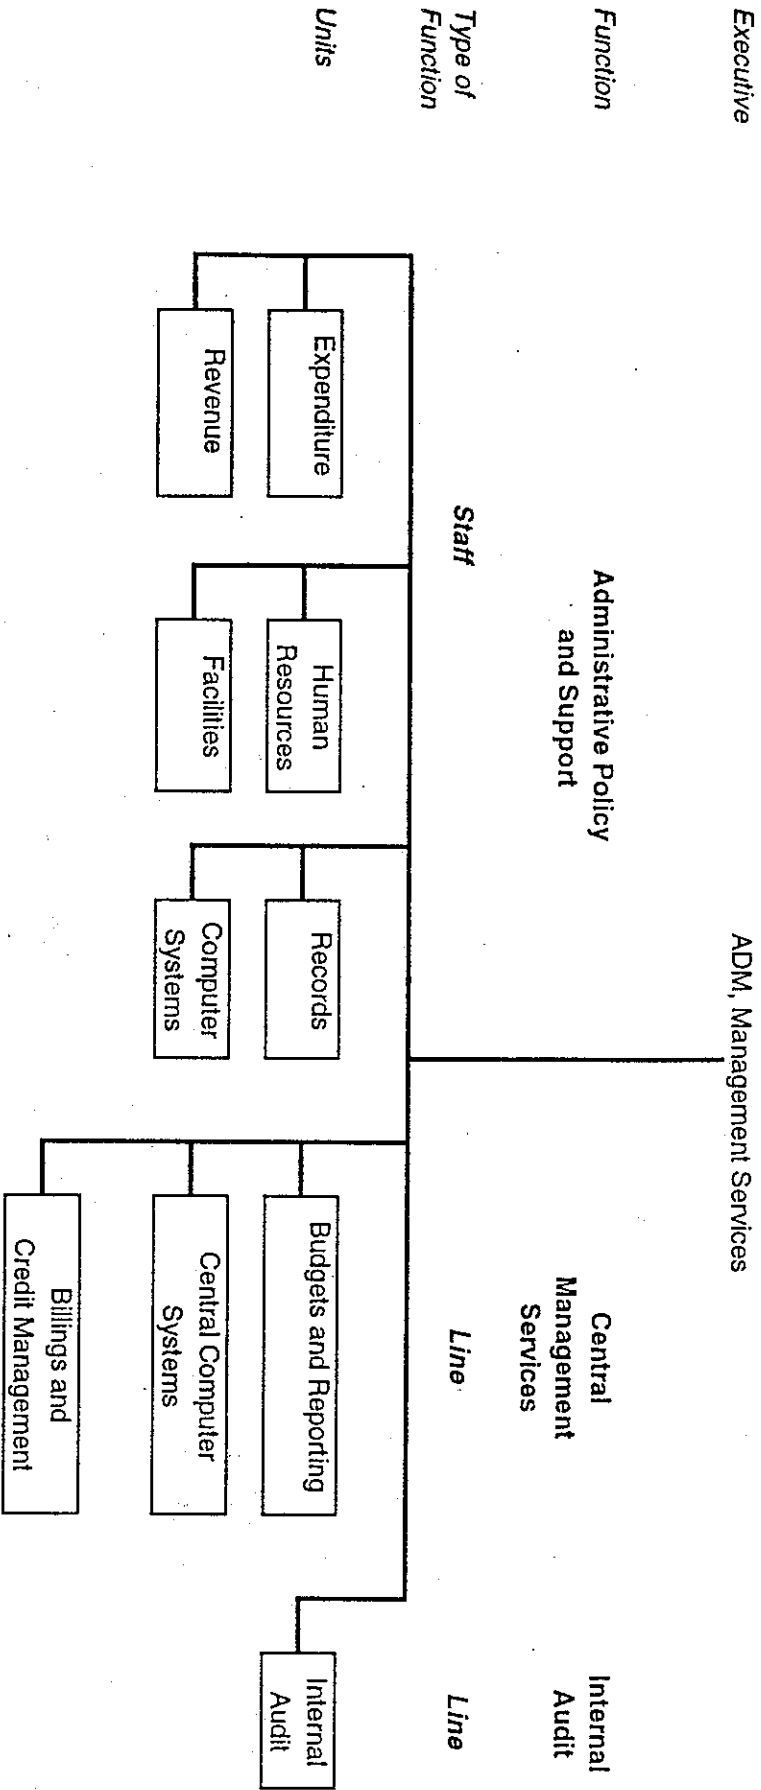 Executive
ADM, Management Services
Function
Administrative Policy
and Support
Central
Management
Services
Internal
Audit
Type of
Function
Staff
Line
Line
Units
Expenditure
Revenue
Human
Resources
Facilities
Records
Computer
Systems
Budgets and Reporting
Central Computer
Systems
Billings and
Credit Management
Internal
Audit